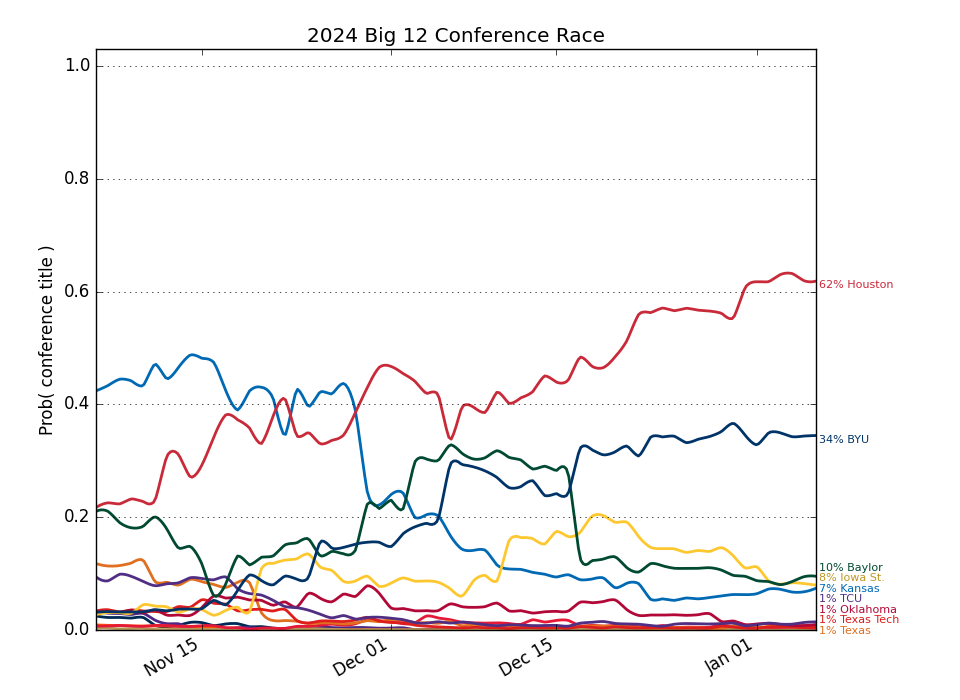 2024 Big 12 Conference Race
Prob( conference title )
1.0
0.8
0.6
0.4
0.2
0.0
Nov 15
Dec 01
Dec 15
Jan 01
62% Houston
34% BYU
10% Baylor
8% Iowa St.
7% Kansas
1% TCU
1% Oklahoma
1% Texas Tech
1% Texas